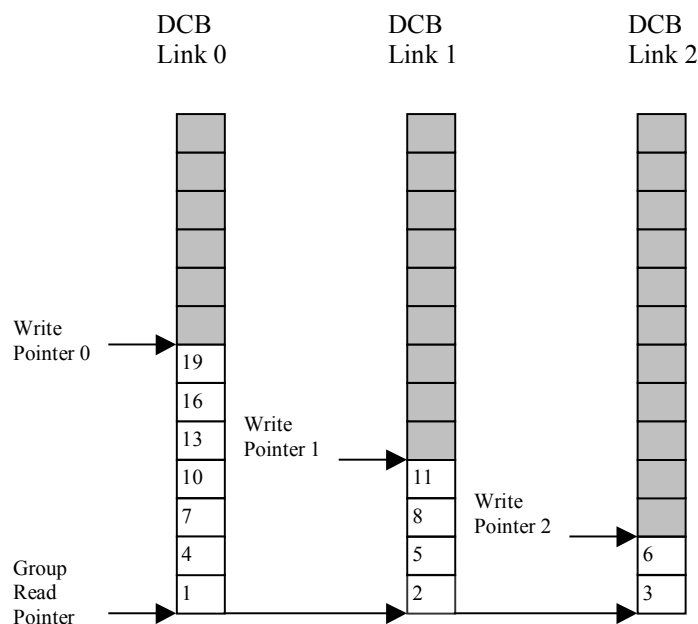 DCB
Link 0
DCB
Link 1
DCB
Link 2
Write
Pointer 0
19
16
13
10
7
4
1
Write
Pointer 1
11
8
5
2
Write
Pointer 2
6
3
Group
Read
Pointer